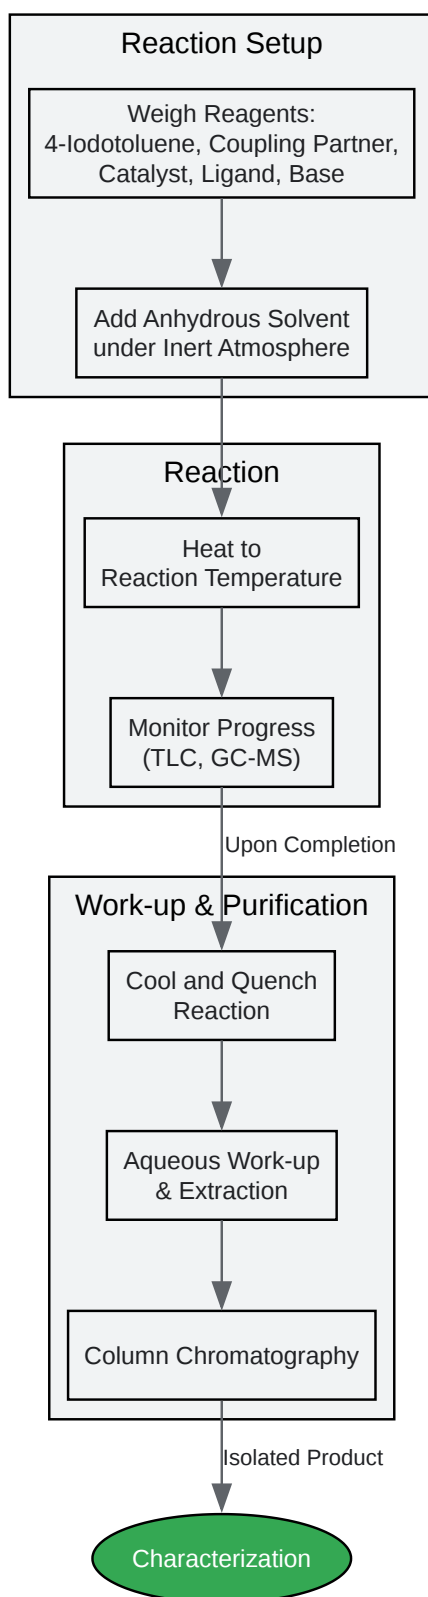 Reaction Setup
Weigh Reagents:
4-Iodotoluene, Coupling Partner,
Catalyst, Ligand, Base
Add Anhydrous Solvent
under Inert Atmosphere
Reaction
Heat to
Reaction Temperature
Monitor Progress
(TLC, GC-MS)
Upon Completion
Work-up & Purification
Cool and Quench
Reaction
Aqueous Work-up
& Extraction
Column Chromatography
Isolated Product
Characterization